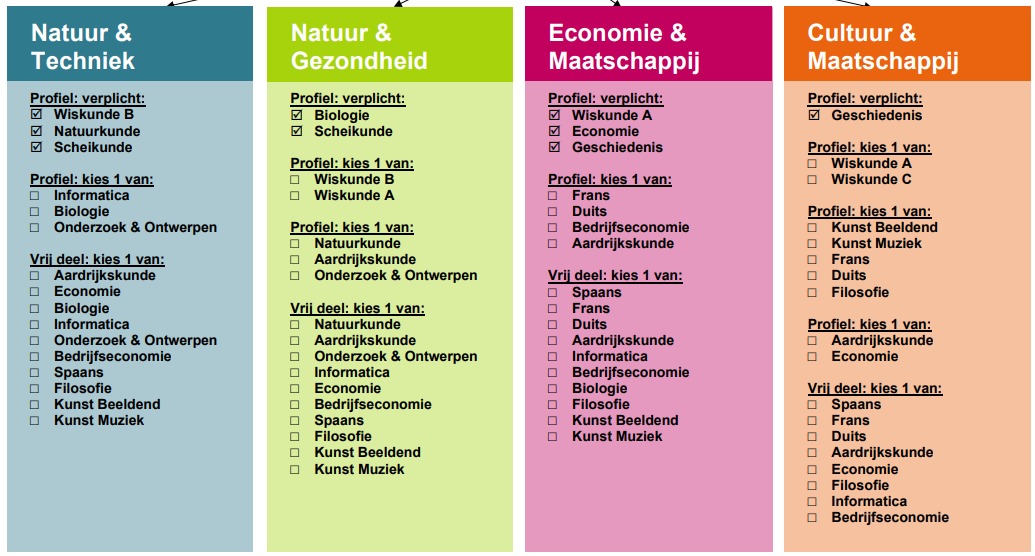 Natuur &
Techniek
Profiel: verplicht:
☑ Wiskunde B
☑ Natuurkunde
☑ Scheikunde
Profiel: kies 1 van:
□ Informatica
□ Biologie
□ Onderzoek & Ontwerpen
Vrij deel: kies 1 van:
□ Aardrijkskunde
□ Economie
□ Biologie
□ Informatica
□ Onderzoek & Ontwerpen
□ Bedrijfseconomie
□ Spaans
□ Filosofie
□ Kunst Beeldend
□ Kunst Muziek
Natuur &
Gezondheid
Profiel: verplicht:
☑ Biologie
☑ Scheikunde
Profiel: kies 1 van:
□ Wiskunde B
□ Wiskunde A
Profiel: kies 1 van:
□ Natuurkunde
□ Aardrijkskunde
□ Onderzoek & Ontwerpen
Vrij deel: kies 1 van:
□ Natuurkunde
□ Aardrijkskunde
□ Onderzoek & Ontwerpen
□ Informatica
□ Economie
□ Bedrijfseconomie
□ Spaans
□ Filosofie
□ Kunst Beeldend
□ Kunst Muziek
Economie &
Maatschappij
Profiel: verplicht:
☑ Wiskunde A
☑ Economie
☑ Geschiedenis
Profiel: kies 1 van:
□ Frans
□ Duits
□ Bedrijfseconomie
□ Aardrijkskunde
Vrij deel: kies 1 van:
□ Spaans
□ Frans
□ Duits
□ Aardrijkskunde
□ Informatica
□ Bedrijfseconomie
□ Biologie
□ Filosofie
□ Kunst Beeldend
□ Kunst Muziek
Cultuur &
Maatschappij
Profiel: verplicht:
☑ Geschiedenis
Profiel: kies 1 van:
□ Wiskunde A
□ Wiskunde C
Profiel: kies 1 van:
□ Kunst Beeldend
□ Kunst Muziek
□ Frans
□ Duits
□ Filosofie
Profiel: kies 1 van:
□ Aardrijkskunde
□ Economie
Vrij deel: kies 1 van:
□ Spaans
□ Frans
□ Duits
□ Aardrijkskunde
□ Economie
□ Filosofie
□ Informatica
□ Bedrijfseconomie